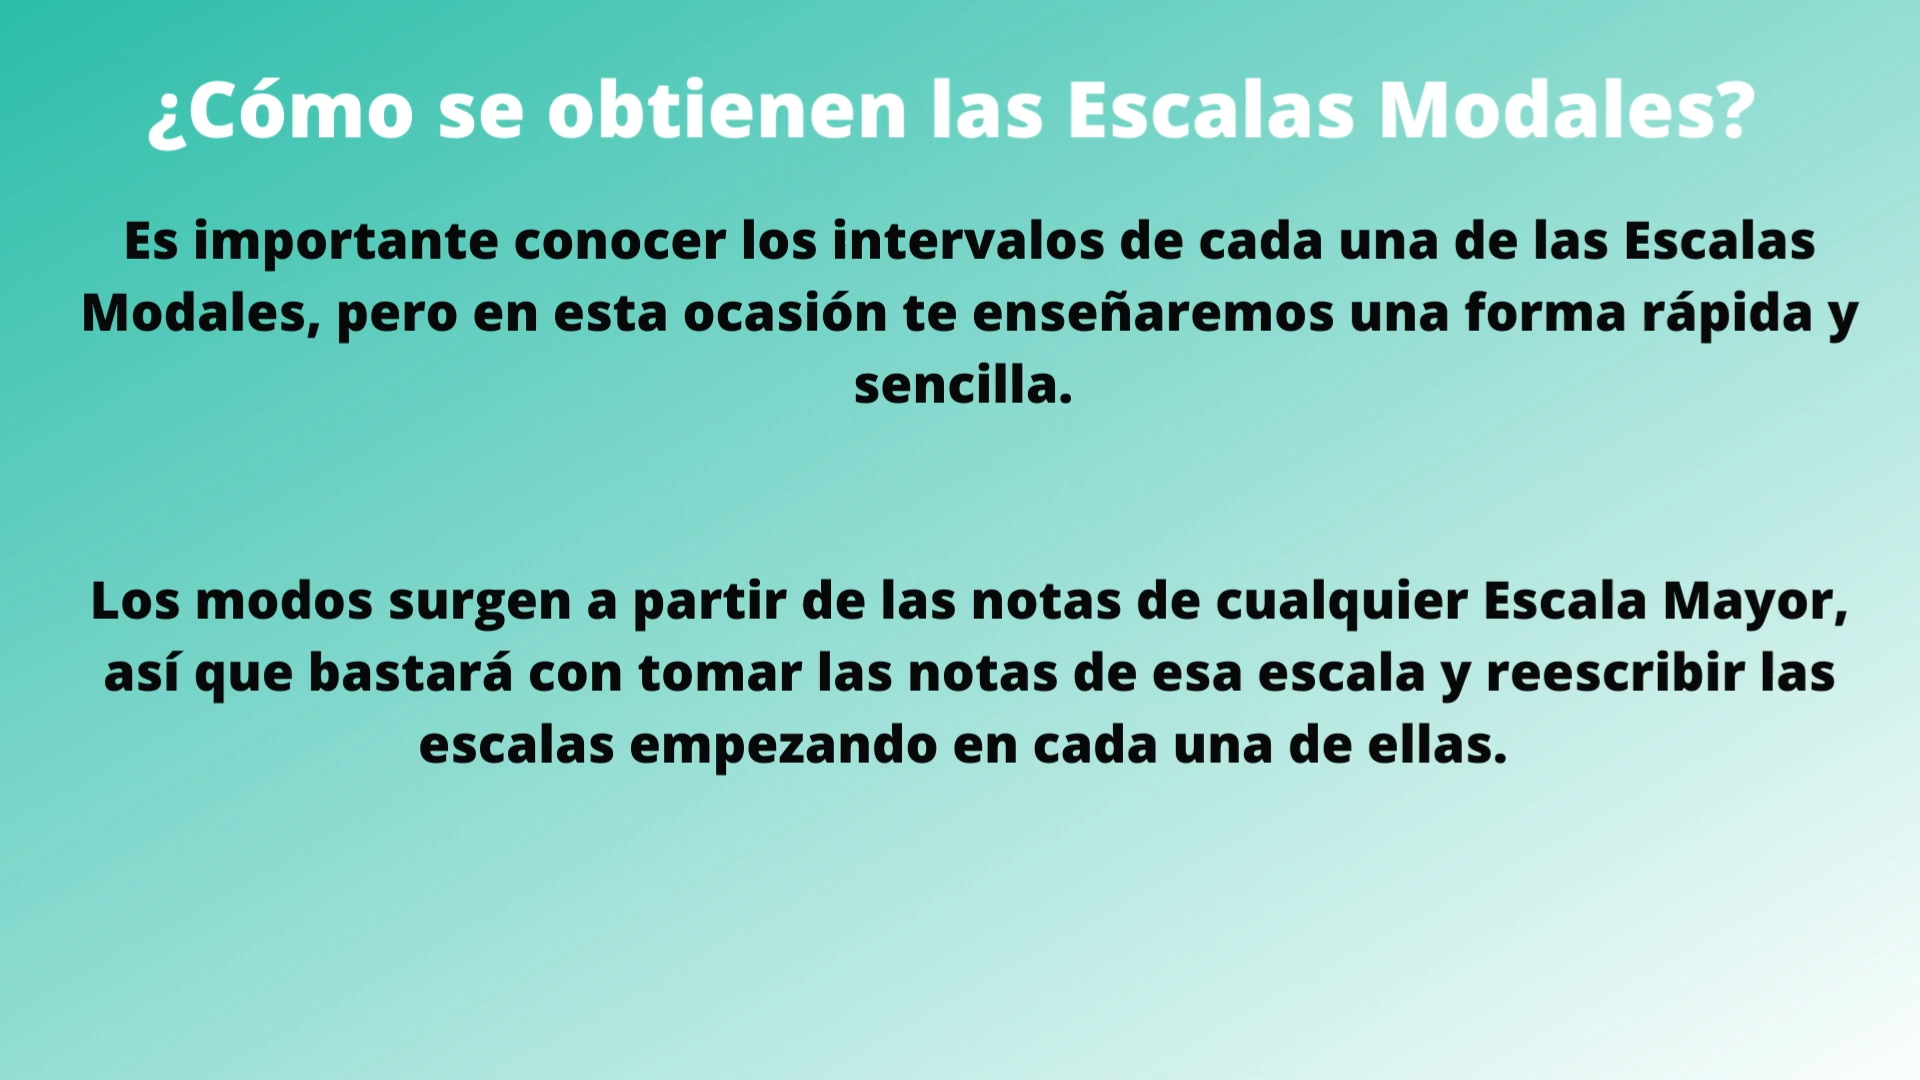 ¿Cómo se obtienen las Escalas Modales?
Es importante conocer los intervalos de cada una de las Escalas
Modales, pero en esta ocasión te enseñaremos una forma rápida y
sencilla.
Los modos surgen a partir de las notas de cualquier Escala Mayor,
así que bastará con tomar las notas de esa escala y reescribir las
escalas empezando en cada una de ellas.